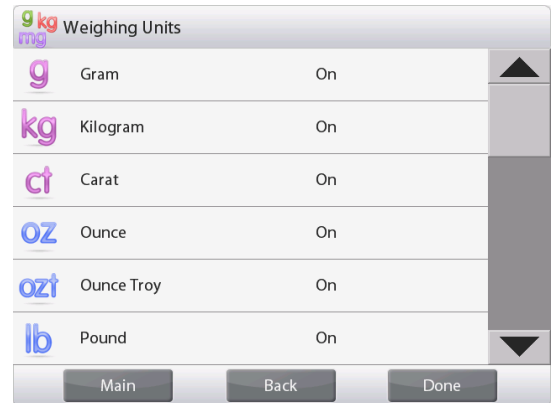 g kg mg Weighing Units
g Gram On
kg Kilogram On
ct Carat On
oz Ounce On
ozt Ounce Troy On
lb Pound On
Main Back Done